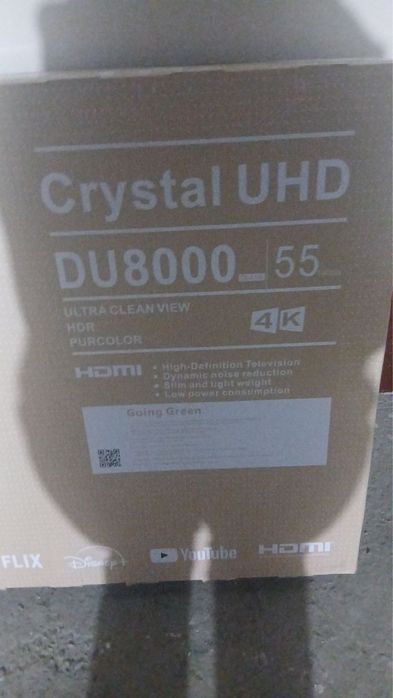 Crystal UHD
DU8000 55
ULTRA CLEAN VIEW
HDR
PURCOLOR
4K
HDMI
• High-Definition Television
• Dynamic noise reduction
• Slim and light weight
• Low power consumption
Going Green
FLIX Disney+ YouTube HDMI